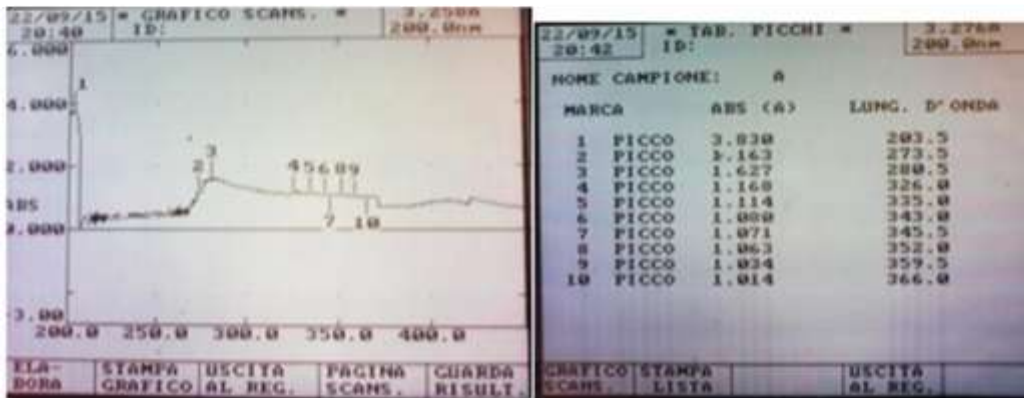 22/09/15 * GRAFICO SCANS. * 3.250A
20:40 ID: 200.0nm
6.000
1
4.000
2.000
2 3 4 5 6 8 9
ABS
0.000
7 10
-3.00
200.0 250.0 300.0 350.0 400.0
ELA- STAMPA USCITA PAGINA GUARDA
BORA GRAFICO AL REG. SCANS. RISULT.
22/09/15 * TAB. PICCHI * 3.276A
20:42 ID: 200.0nm
NOME CAMPIONE: A
MARCA ABS (A) LUNG. D'ONDA
1 PICCO 3.830 203.5
2 PICCO 1.163 273.5
3 PICCO 1.627 280.5
4 PICCO 1.168 326.0
5 PICCO 1.114 335.0
6 PICCO 1.080 343.0
7 PICCO 1.071 345.5
8 PICCO 1.063 352.0
9 PICCO 1.034 359.5
10 PICCO 1.014 366.0
GRAFICO STAMPA USCITA
SCANS. LISTA AL REG.